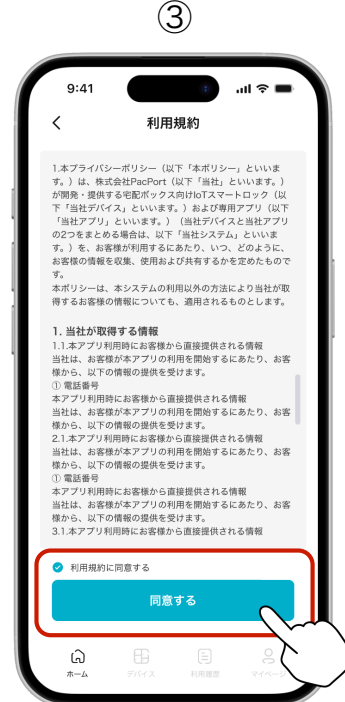 ③
9:41
利用規約
1.本プライバシーポリシー（以下「本ポリシー」といいま
す。）は、株式会社PacPort（以下「当社」といいます。）
が開発・提供する宅配ボックス向けIoTスマートロック（以
下「当社デバイス」といいます。）および専用アプリ（以下
「当社アプリ」といいます。）（当社デバイスと当社アプリ
の2つをまとめる場合は、以下「当社システム」といいま
す。）を、お客様が利用するにあたり、いつ、どのように、
お客様の情報を収集、使用および共有するかを定めたもので
す。
本ポリシーは、本システムの利用以外の方法により当社が取
得するお客様の情報についても、適用されるものとします。
1. 当社が取得する情報
1.1.本アプリ利用時にお客様から直接提供される情報
当社は、お客様が本アプリの利用を開始するにあたり、お客
様から、以下の情報の提供を受けます。
① 電話番号
本アプリ利用時にお客様から直接提供される情報
当社は、お客様が本アプリの利用を開始するにあたり、お客
様から、以下の情報の提供を受けます。
2.1.本アプリ利用時にお客様から直接提供される情報
当社は、お客様が本アプリの利用を開始するにあたり、お客
様から、以下の情報の提供を受けます。
① 電話番号
本アプリ利用時にお客様から直接提供される情報
当社は、お客様が本アプリの利用を開始するにあたり、お客
様から、以下の情報の提供を受けます。
3.1.本アプリ利用時にお客様から直接提供される情報
利用規約に同意する
同意する
ホーム
デバイス
利用履歴
マイページ